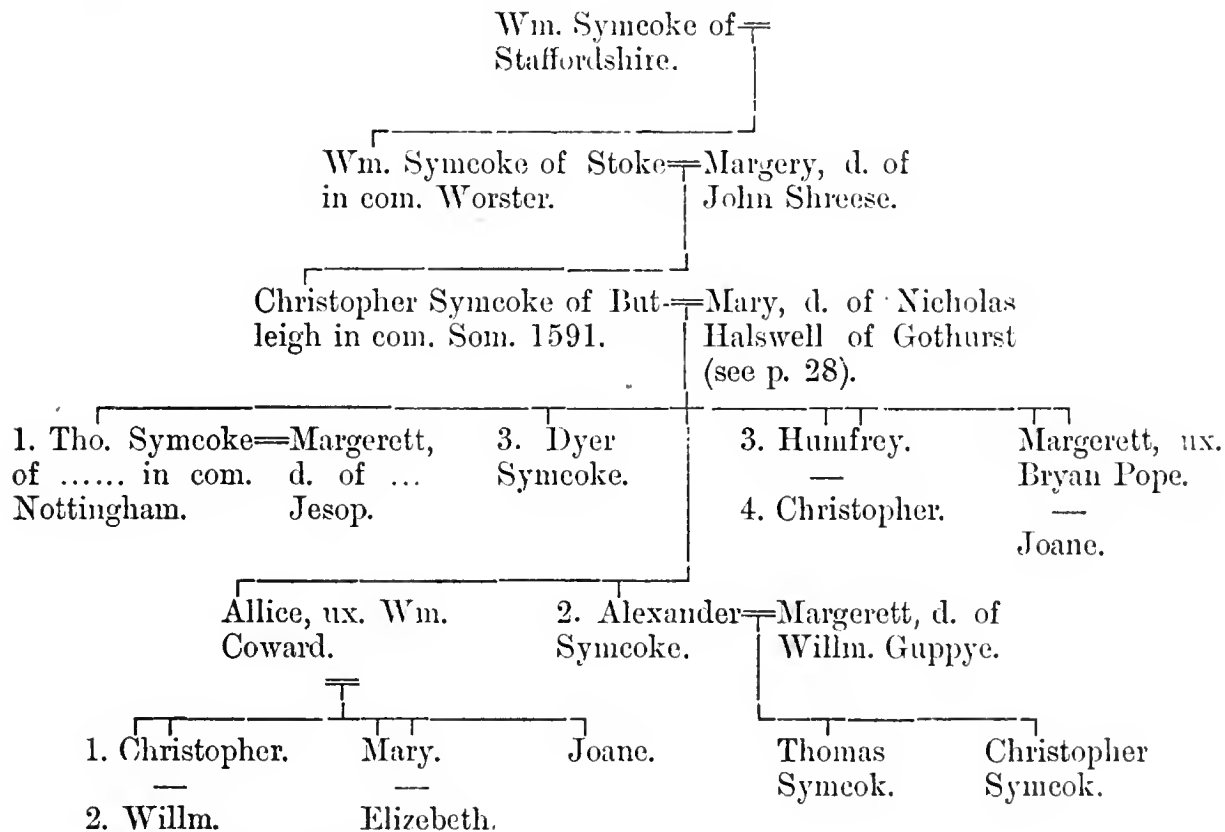 Wm. Symcoke of
Staffordshire.
Wm. Symcoke of Stoke
in com. Worster.
Margery, d. of
John Shreese.
Christopher Symcoke of But-
leigh in com. Som. 1591.
Mary, d. of Nicholas
Halswell of Gothurst
(see p. 28).
1. Tho. Symcoke
of ...... in com.
Nottingham.
Margerett,
d. of ...
Jesop.
3. Dyer
Symcoke.
3. Humfrey.
—
4. Christopher.
Margerett, ux.
Bryan Pope.
—
Joane.
Allice, ux. Wm.
Coward.
2. Alexander
Symcoke.
Margerett, d. of
Willm. Guppye.
1. Christopher.
—
2. Willm.
Mary.
—
Elizebeth.
Joane.
Thomas
Symcok.
Christopher
Symcok.